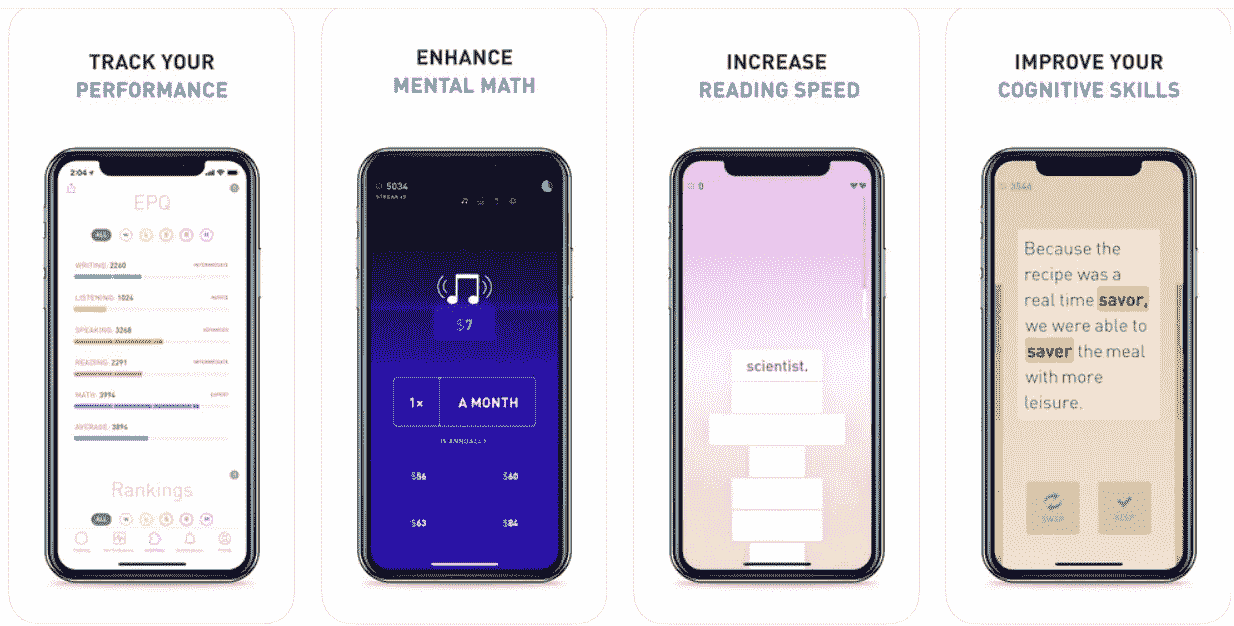 TRACK YOUR
PERFORMANCE
2:04
EPQ
ALL
WRITING: 2260
INTERMEDIATE
LISTENING: 1024
NOVICE
SPEAKING: 3268
ADVANCED
READING: 2291
INTERMEDIATE
MATH: 3994
EXPERT
AVERAGE: 3894
Rankings
ALL
ENHANCE
MENTAL MATH
5034
$7
1×
A MONTH
IS ANNUALLY
$86
$60
$63
$84
INCREASE
READING SPEED
0
scientist.
IMPROVE YOUR
COGNITIVE SKILLS
Because the
recipe was a
real time savor,
we were able to
saver the meal
with more
leisure.
SWAP
KEEP